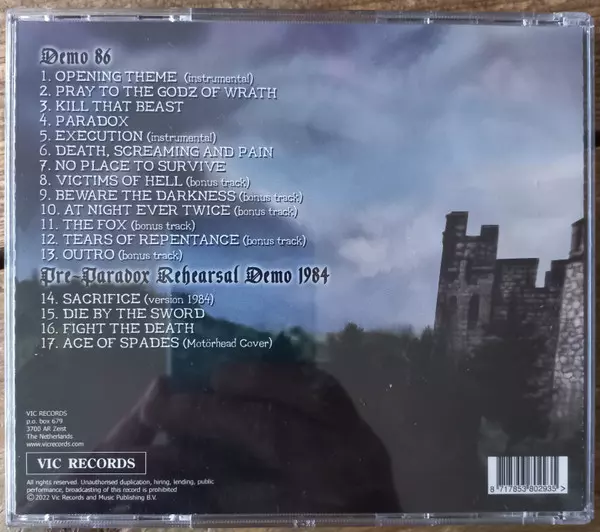 Demo 86
1. OPENING THEME (instrumental)
2. PRAY TO THE GODZ OF WRATH
3. KILL THAT BEAST
4. PARADOX
5. EXECUTION (instrumental)
6. DEATH, SCREAMING AND PAIN
7. NO PLACE TO SURVIVE
8. VICTIMS OF HELL (bonus track)
9. BEWARE THE DARKNESS (bonus track)
10. AT NIGHT EVER TWICE (bonus track)
11. THE FOX (bonus track)
12. TEARS OF REPENTANCE (bonus track)
13. OUTRO (bonus track)
Pre-Paradox Rehearsal Demo 1984
14. SACRIFICE (version 1984)
15. DIE BY THE SWORD
16. FIGHT THE DEATH
17. ACE OF SPADES (Motörhead Cover)
VIC RECORDS
p.o. box 679
3700 AR Zeist
The Netherlands
www.vicrecords.com
VIC RECORDS
All rights reserved. Unauthorised duplication, hiring, lending, public
performance, broadcasting of this record is prohibited
©2022 Vic Records and Music Publishing B.V.
8 717853 802935 >